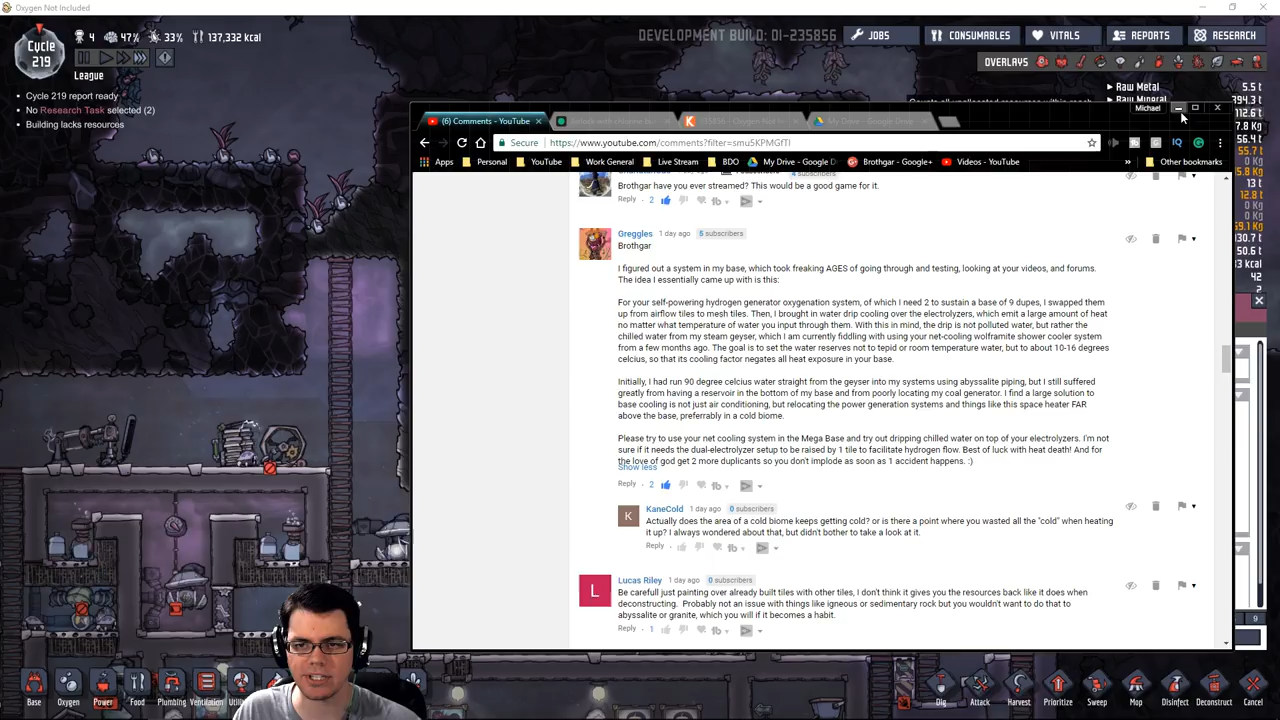 Oxygen Not Included
4 47% 33% 137,332 kcal
DEVELOPMENT BUILD: 01-235856
JOBS CONSUMABLES VITALS REPORTS RESEARCH
Cycle
219
League
OVERLAYS
Cycle 219 report ready
No Research Task selected (2)
Building lacks resources
Raw Metal 5.5 t
Raw Mineral
Michael
(6) Comments - YouTube
My Drive - Google Drive
Secure https://www.youtube.com/comments?filter=smu5KPMGfTI
Apps Personal YouTube Work General Live Stream BDO My Drive - Google D Brothgar - Google+ Videos - YouTube » Other bookmarks
4 subscribers
Brothgar have you ever streamed? This would be a good game for it.
Reply 2
Greggles 1 day ago 5 subscribers
Brothgar
I figured out a system in my base, which took freaking AGES of going through and testing, looking at your videos, and forums.
The idea I essentially came up with is this:
For your self-powering hydrogen generator oxygenation system, of which I need 2 to sustain a base of 9 dupes, I swapped them
up from airflow tiles to mesh tiles. Then, I brought in water drip cooling over the electrolyzers, which emit a large amount of heat
no matter what temperature of water you input through them. With this in mind, the drip is not polluted water, but rather the
chilled water from my steam geyser, which I am currently fiddling with using your net-cooling wolframite shower cooler system
from a few months ago. The goal is to set the water reserves not to tepid or room temperature water, but to about 10-16 degrees
celcius, so that its cooling factor negates all heat exposure in your base.
Initially, I had run 90 degree celcius water straight from the geyser into my systems using abyssalite piping, but I still suffered
greatly from having a reservoir in the bottom of my base and from poorly locating my coal generator. I find a large solution to
base cooling is not just air conditioning, but relocating the power generation systems and things like this space heater FAR
above the base, preferrably in a cold biome.
Please try to use your net cooling system in the Mega Base and try out dripping chilled water on top of your electrolyzers. I'm not
sure if it needs the dual-electrolyzer setup to be raised by 1 tile to facilitate hydrogen flow. Best of luck with heat death! And for
the love of god get 2 more duplicants so you don't implode as soon as 1 accident happens. :)
Show less
Reply 2
K
KaneCold 1 day ago 0 subscribers
Actually does the area of a cold biome keeps getting cold? or is there a point where you wasted all the "cold" when heating
it up? I always wondered about that, but didn't bother to take a look at it.
Reply
L
Lucas Riley 1 day ago 0 subscribers
Be carefull just painting over already built tiles with other tiles, I don't think it gives you the resources back like it does when
deconstructing. Probably not an issue with things like igneous or sedimentary rock but you wouldn't want to do that to
abyssalite or granite, which you will if it becomes a habit.
Reply 1
9
Base Oxygen Power Food Plumbing Ventilation Dig Attack Harvest Prioritize Sweep Mop Disinfect Deconstruct Cancel